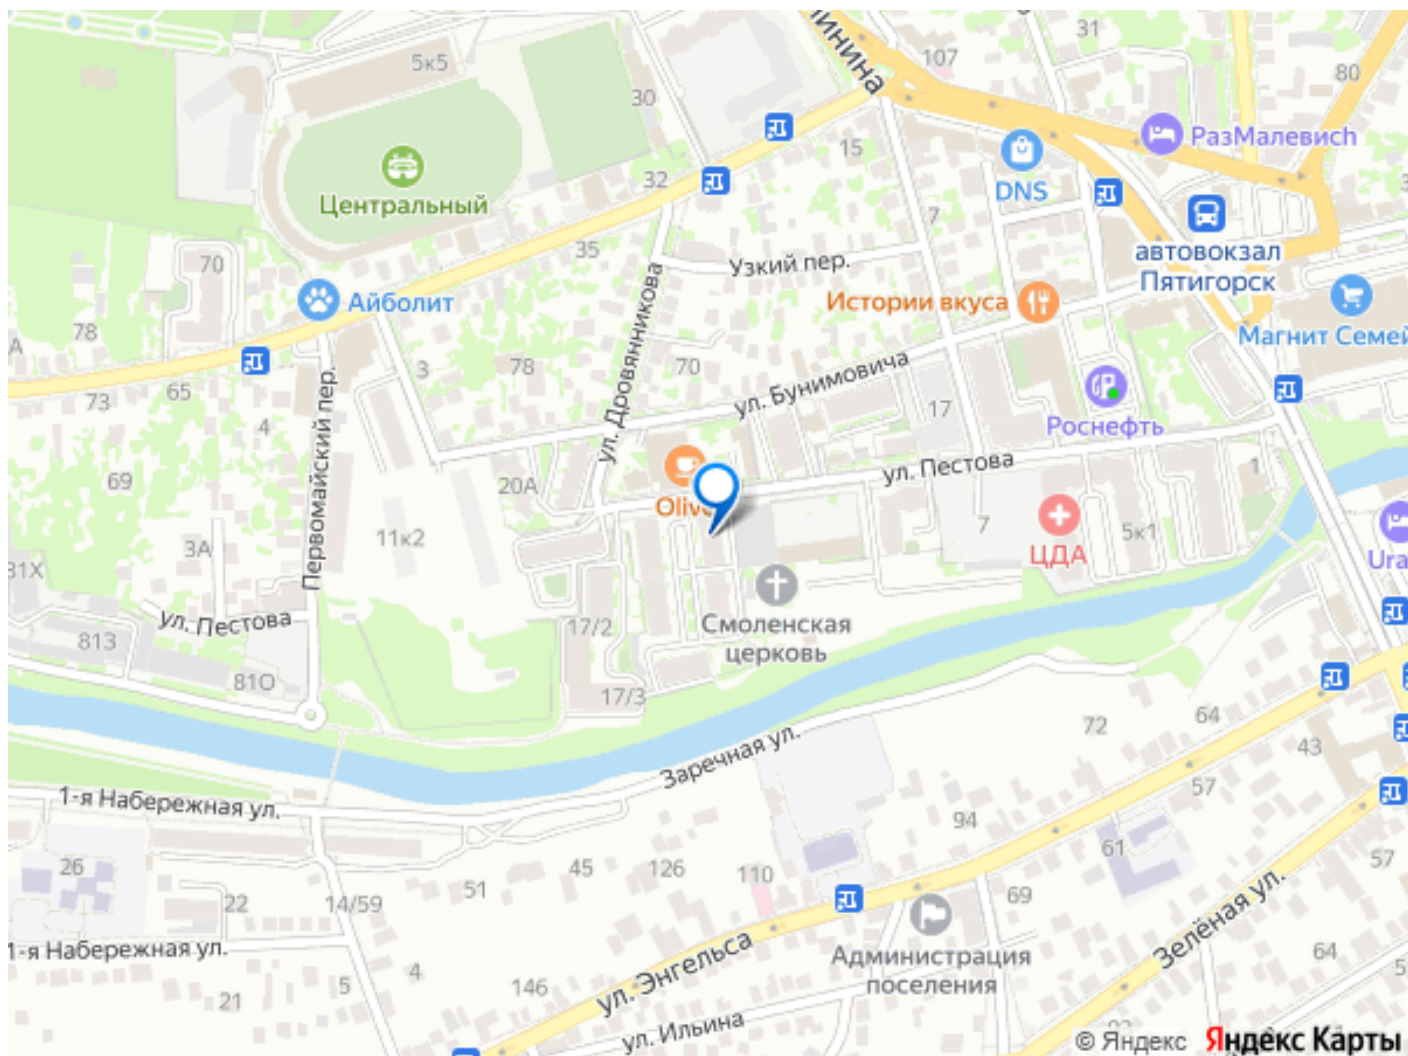 5к5
инина
107
31
80
30
15
РазМалевич
DNS
Центральный
32
7
автовокзал
Пятигорск
35
Узкий пер.
70
Айболит
Истории вкуса
Магнит Семей
78
А
65
73
4
3
78
70
ул. Дровянникова
ул. Бунимовича
17
Роснефть
Первомайский пер.
69
20А
Olive
ул. Пестова
1
11к2
3А
7
5к1
ЦДА
Ura
31Х
ул. Пестова
813
17/2
Смоленская
церковь
81О
17/3
72
64
43
Заречная ул.
57
1-я Набережная ул.
94
61
57
26
51
45
126
110
69
22
14/59
Зелёная ул.
1-я Набережная ул.
4
5
21
146
ул. Энгельса
Администрация
поселения
64
5
ул. Ильина
© Яндекс Яндекс Карты